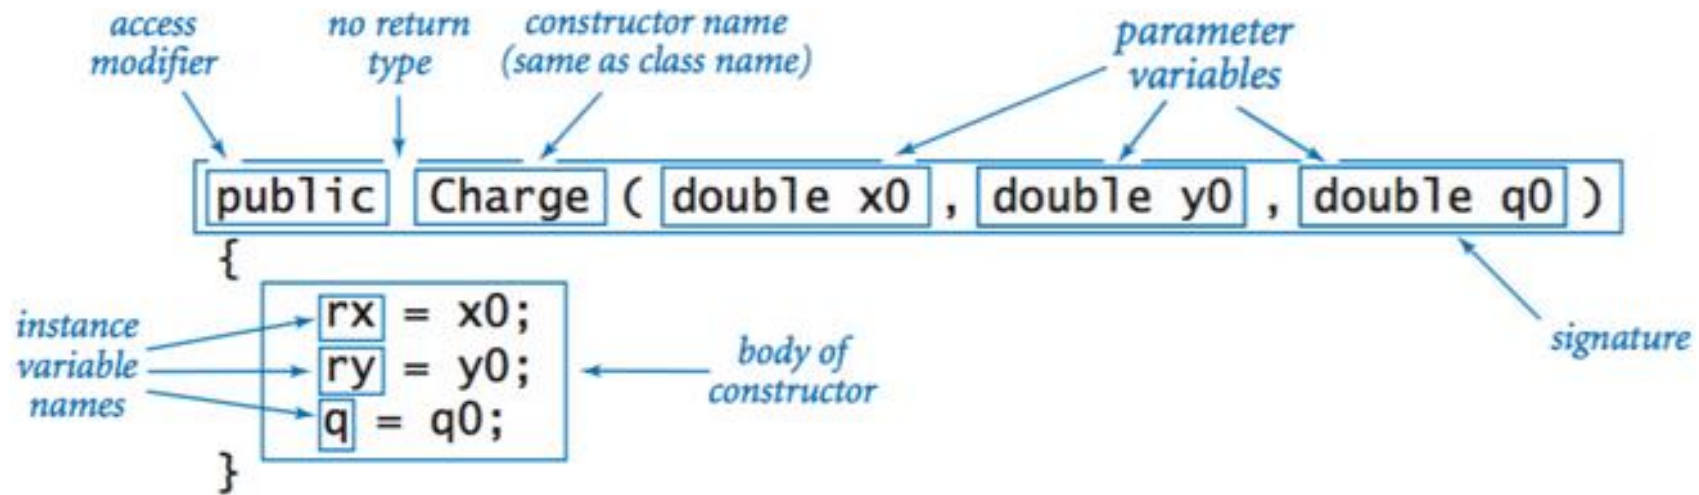 access
modifier
no return
type
constructor name
(same as class name)
parameter
variables
public Charge ( double x0 , double y0 , double q0 )
{
rx = x0;
ry = y0;
q = q0;
}
instance
variable
names
body of
constructor
signature